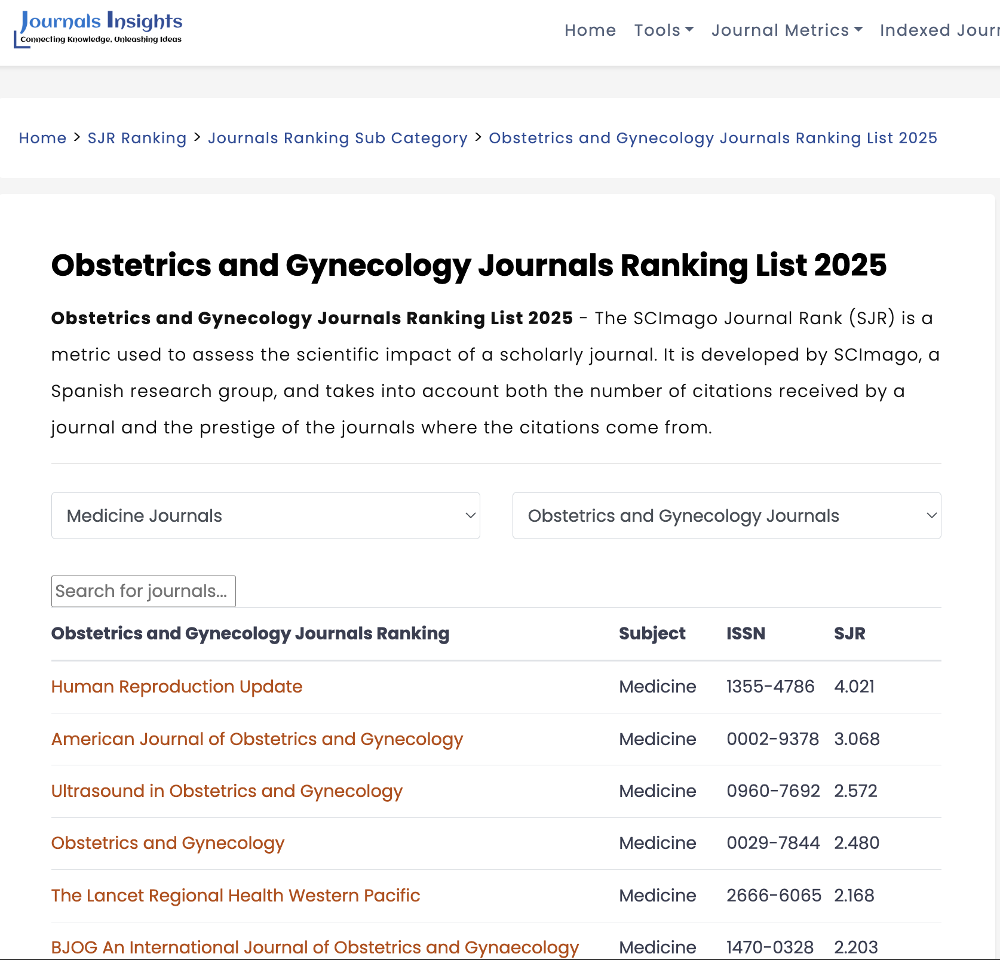 Journals Insights
Connecting Knowledge, Unleashing Ideas
Home Tools Journal Metrics Indexed Jour
Home > SJR Ranking > Journals Ranking Sub Category > Obstetrics and Gynecology Journals Ranking List 2025
Obstetrics and Gynecology Journals Ranking List 2025
Obstetrics and Gynecology Journals Ranking List 2025 - The SCImago Journal Rank (SJR) is a
metric used to assess the scientific impact of a scholarly journal. It is developed by SCImago, a
Spanish research group, and takes into account both the number of citations received by a
journal and the prestige of the journals where the citations come from.
Medicine Journals Obstetrics and Gynecology Journals
Search for journals...
Obstetrics and Gynecology Journals Ranking Subject ISSN SJR
Human Reproduction Update Medicine 1355-4786 4.021
American Journal of Obstetrics and Gynecology Medicine 0002-9378 3.068
Ultrasound in Obstetrics and Gynecology Medicine 0960-7692 2.572
Obstetrics and Gynecology Medicine 0029-7844 2.480
The Lancet Regional Health Western Pacific Medicine 2666-6065 2.168
BJOG An International Journal of Obstetrics and Gynaecology Medicine 1470-0328 2.203